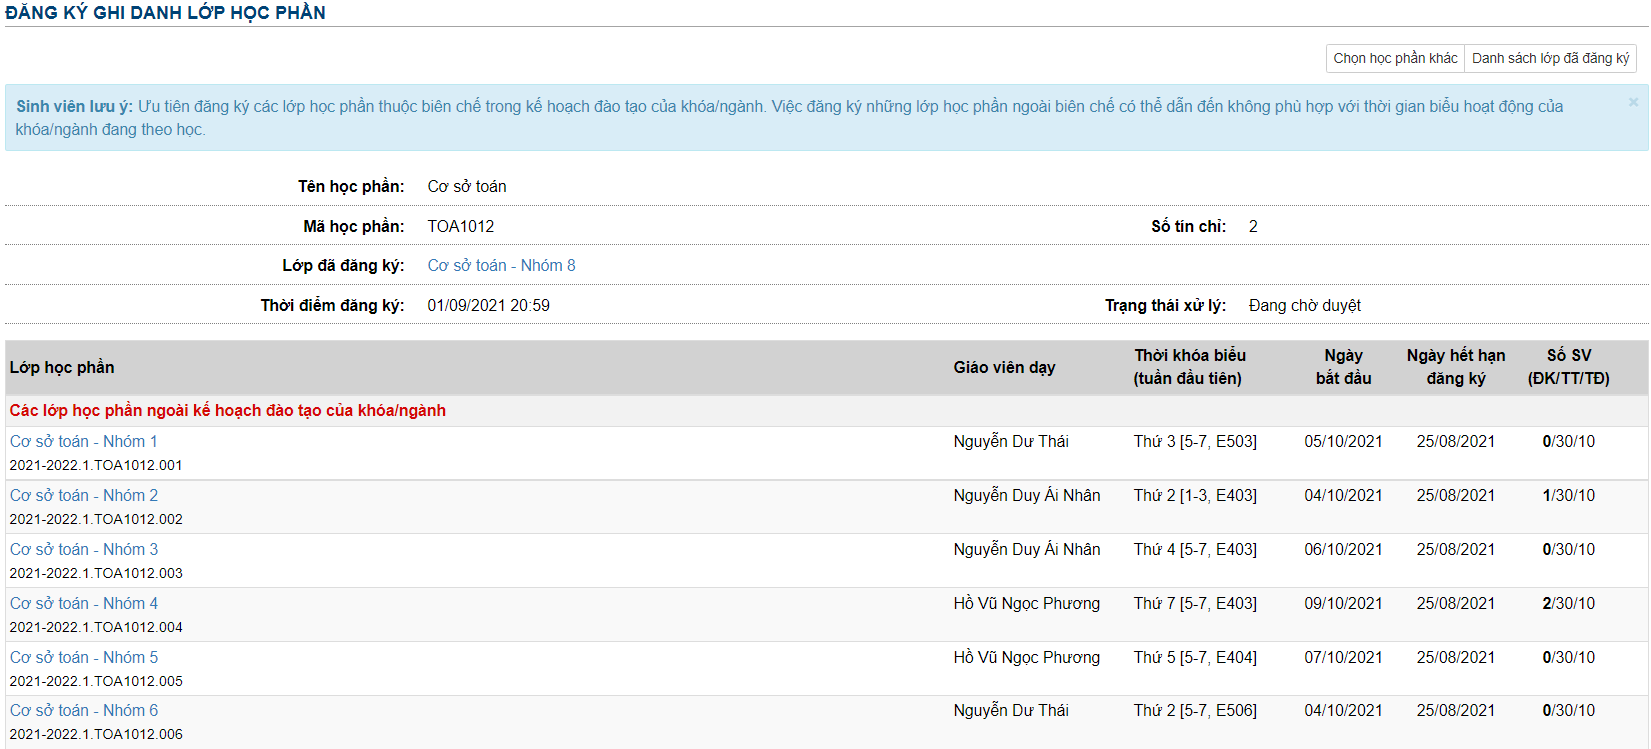 ĐĂNG KÝ GHI DANH LỚP HỌC PHẦN
Chọn học phần khác Danh sách lớp đã đăng ký
Sinh viên lưu ý: Ưu tiên đăng ký các lớp học phần thuộc biên chế trong kế hoạch đào tạo của khóa/ngành. Việc đăng ký những lớp học phần ngoài biên chế có thể dẫn đến không phù hợp với thời gian biểu hoạt động của ×
khóa/ngành đang theo học.
Tên học phần: Cơ sở toán
Mã học phần: TOA1012 Số tín chỉ: 2
Lớp đã đăng ký: Cơ sở toán - Nhóm 8
Thời điểm đăng ký: 01/09/2021 20:59 Trạng thái xử lý: Đang chờ duyệt
Lớp học phần Giáo viên dạy Thời khóa biểu Ngày Ngày hết hạn Số SV
(tuần đầu tiên) bắt đầu đăng ký (ĐK/TT/TĐ)
Các lớp học phần ngoài kế hoạch đào tạo của khóa/ngành
Cơ sở toán - Nhóm 1 Nguyễn Dư Thái Thứ 3 [5-7, E503] 05/10/2021 25/08/2021 0/30/10
2021-2022.1.TOA1012.001
Cơ sở toán - Nhóm 2 Nguyễn Duy Ái Nhân Thứ 2 [1-3, E403] 04/10/2021 25/08/2021 1/30/10
2021-2022.1.TOA1012.002
Cơ sở toán - Nhóm 3 Nguyễn Duy Ái Nhân Thứ 4 [5-7, E403] 06/10/2021 25/08/2021 0/30/10
2021-2022.1.TOA1012.003
Cơ sở toán - Nhóm 4 Hồ Vũ Ngọc Phương Thứ 7 [5-7, E403] 09/10/2021 25/08/2021 2/30/10
2021-2022.1.TOA1012.004
Cơ sở toán - Nhóm 5 Hồ Vũ Ngọc Phương Thứ 5 [5-7, E404] 07/10/2021 25/08/2021 0/30/10
2021-2022.1.TOA1012.005
Cơ sở toán - Nhóm 6 Nguyễn Dư Thái Thứ 2 [5-7, E506] 04/10/2021 25/08/2021 0/30/10
2021-2022.1.TOA1012.006